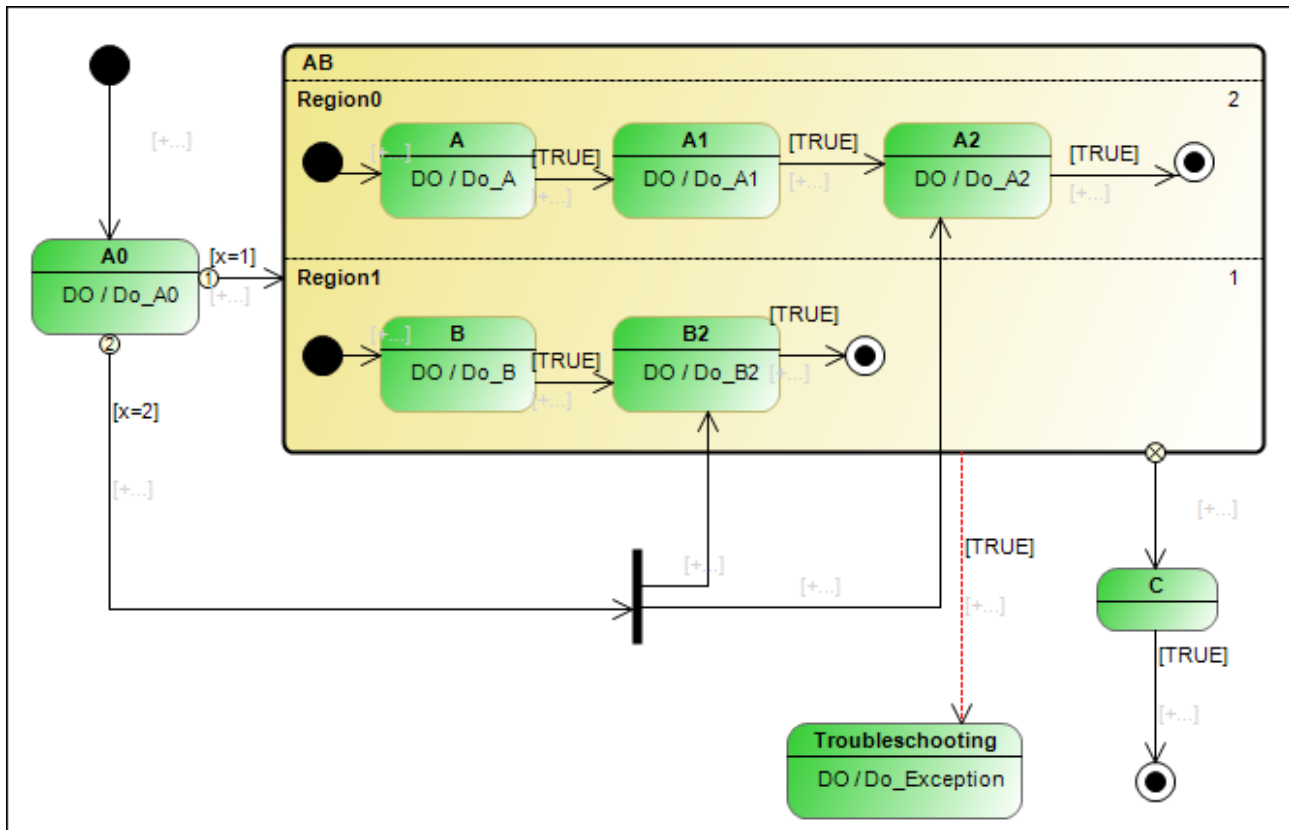 AB
Region0
2
[+...]
[+...]
A
DO / Do_A
[TRUE]
[+...]
A1
DO / Do_A1
[TRUE]
[+...]
A2
DO / Do_A2
[TRUE]
[+...]
A0
DO / Do_A0
[x=1]
1
[+...]
2
[x=2]
[+...]
Region1
1
[+...]
B
DO / Do_B
[TRUE]
[+...]
B2
DO / Do_B2
[TRUE]
[+...]
[+...]
[+...]
[TRUE]
[+...]
[+...]
C
[TRUE]
[+...]
Troubleschooting
DO / Do_Exception